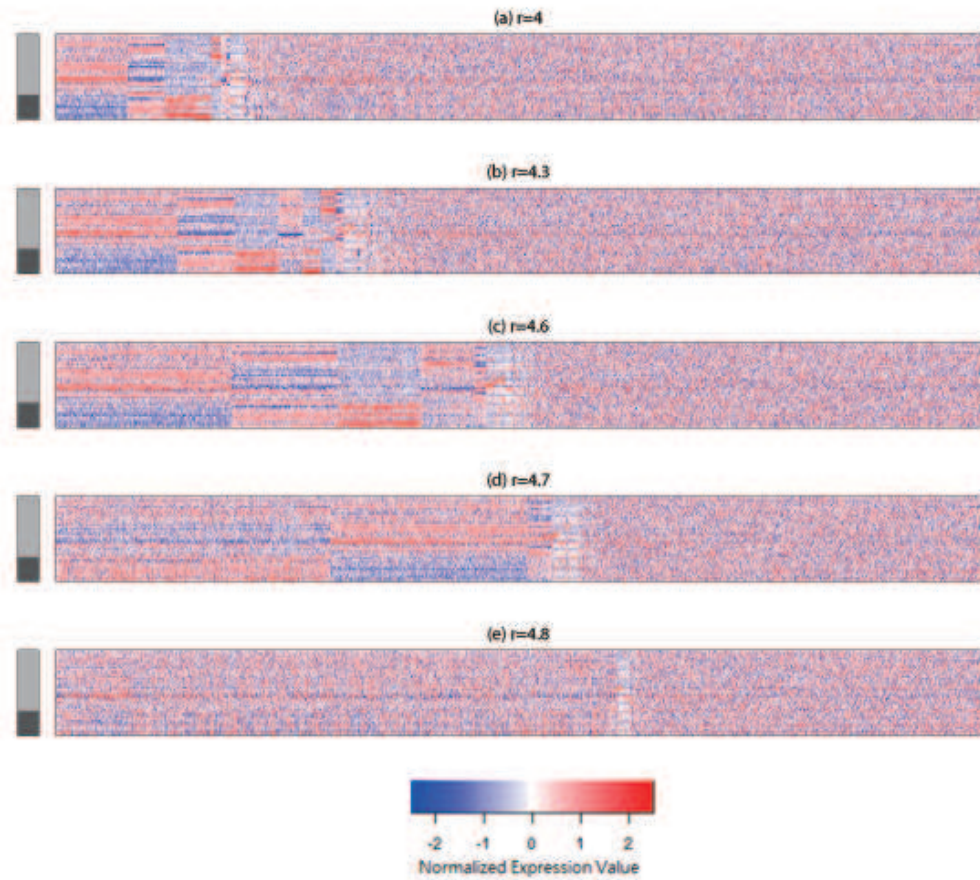 (a) r=4
(b) r=4.3
(c) r=4.6
(d) r=4.7
(e) r=4.8
-2 -1 0 1 2
Normalized Expression Value